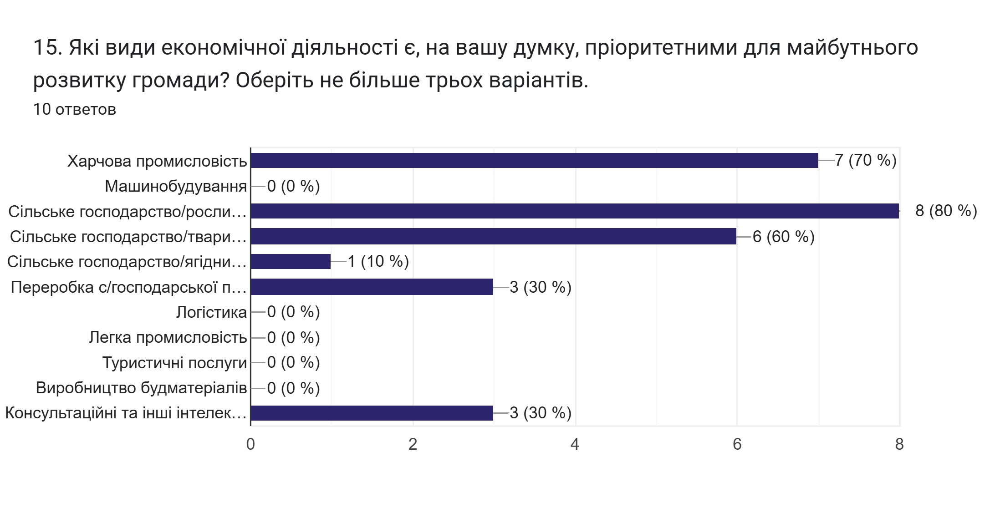 15. Які види економічної діяльності є, на вашу думку, пріоритетними для майбутнього
розвитку громади? Оберіть не більше трьох варіантів.
10 ответов
Харчова промисловість 7 (70 %)
Машинобудування 0 (0 %)
Сільське господарство/росли… 8 (80 %)
Сільське господарство/твари… 6 (60 %)
Сільське господарство/ягідни… 1 (10 %)
Переробка с/господарської п… 3 (30 %)
Логістика 0 (0 %)
Легка промисловість 0 (0 %)
Туристичні послуги 0 (0 %)
Виробництво будматеріалів 0 (0 %)
Консультаційні та інші інтелек… 3 (30 %)
0 2 4 6 8